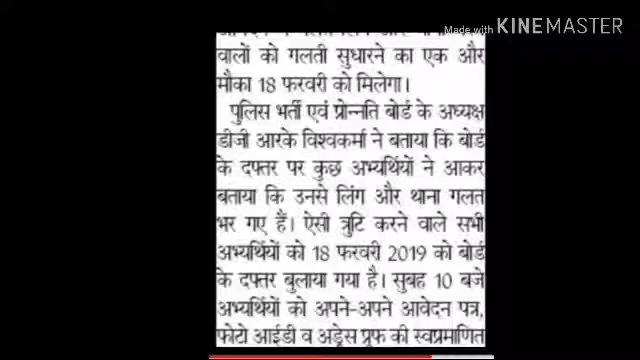 Made with KINEMASTER
वालों को गलती सुधारने का एक और
मौका 18 फरवरी को मिलेगा।
पुलिस भर्ती एवं प्रोन्नति बोर्ड के अध्यक्ष
डीजी आरके विश्वकर्मा ने बताया कि बोर्ड
के दफ्तर पर कुछ अभ्यर्थियों ने आकर
बताया कि उनसे लिंग और थाना गलत
भर गए हैं। ऐसी त्रुटि करने वाले सभी
अभ्यर्थियों को 18 फरवरी 2019 को बोर्ड
के दफ्तर बुलाया गया है। सुबह 10 बजे
अभ्यर्थियों को अपने-अपने आवेदन पत्र,
फोटो आईडी व अड्रेस प्रूफ की स्वप्रमाणित